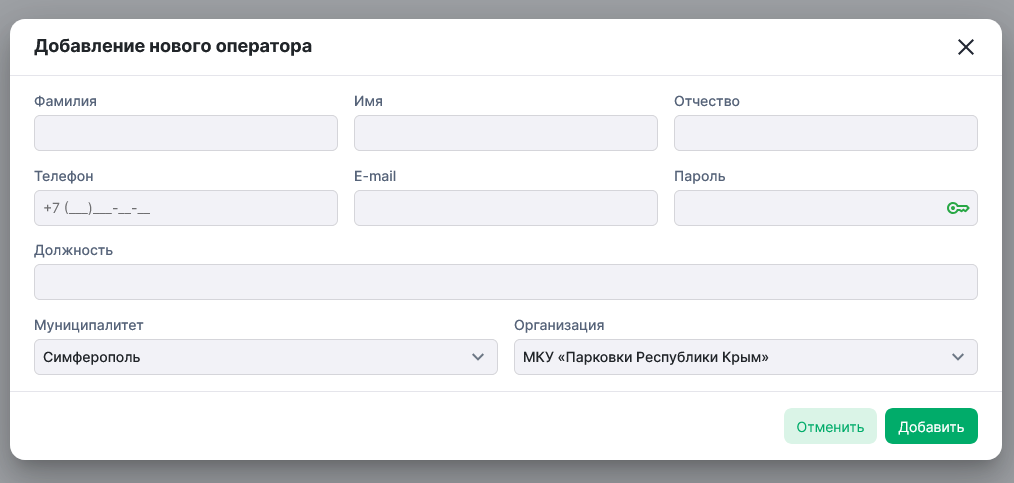 Добавление нового оператора
Фамилия Имя Отчество
Телефон E-mail Пароль
+7 (___)___-__-__
Должность
Муниципалитет Организация
Симферополь МКУ «Парковки Республики Крым»
Отменить Добавить